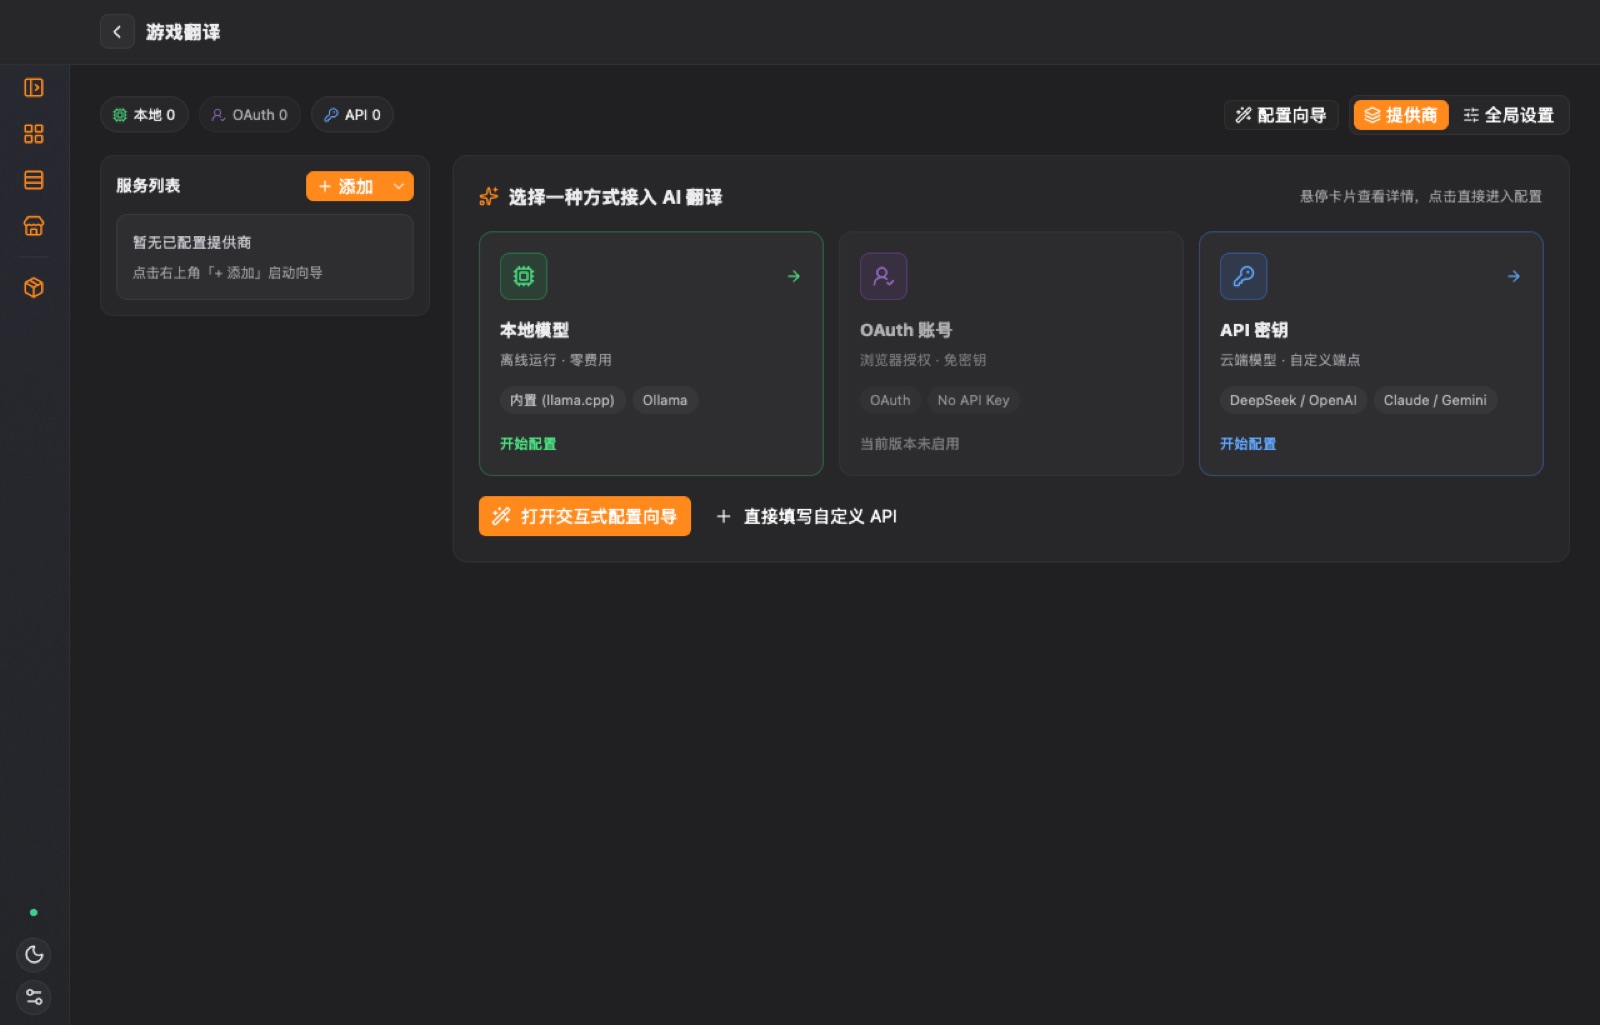 游戏翻译
本地 0
OAuth 0
API 0
配置向导
提供商
全局设置
服务列表
添加
暂无已配置提供商
点击右上角「+ 添加」启动向导
选择一种方式接入 AI 翻译
悬停卡片查看详情，点击直接进入配置
本地模型
离线运行 · 零费用
内置 (llama.cpp)
Ollama
开始配置
OAuth 账号
浏览器授权 · 免密钥
OAuth
No API Key
当前版本未启用
API 密钥
云端模型 · 自定义端点
DeepSeek / OpenAI
Claude / Gemini
开始配置
打开交互式配置向导
直接填写自定义 API